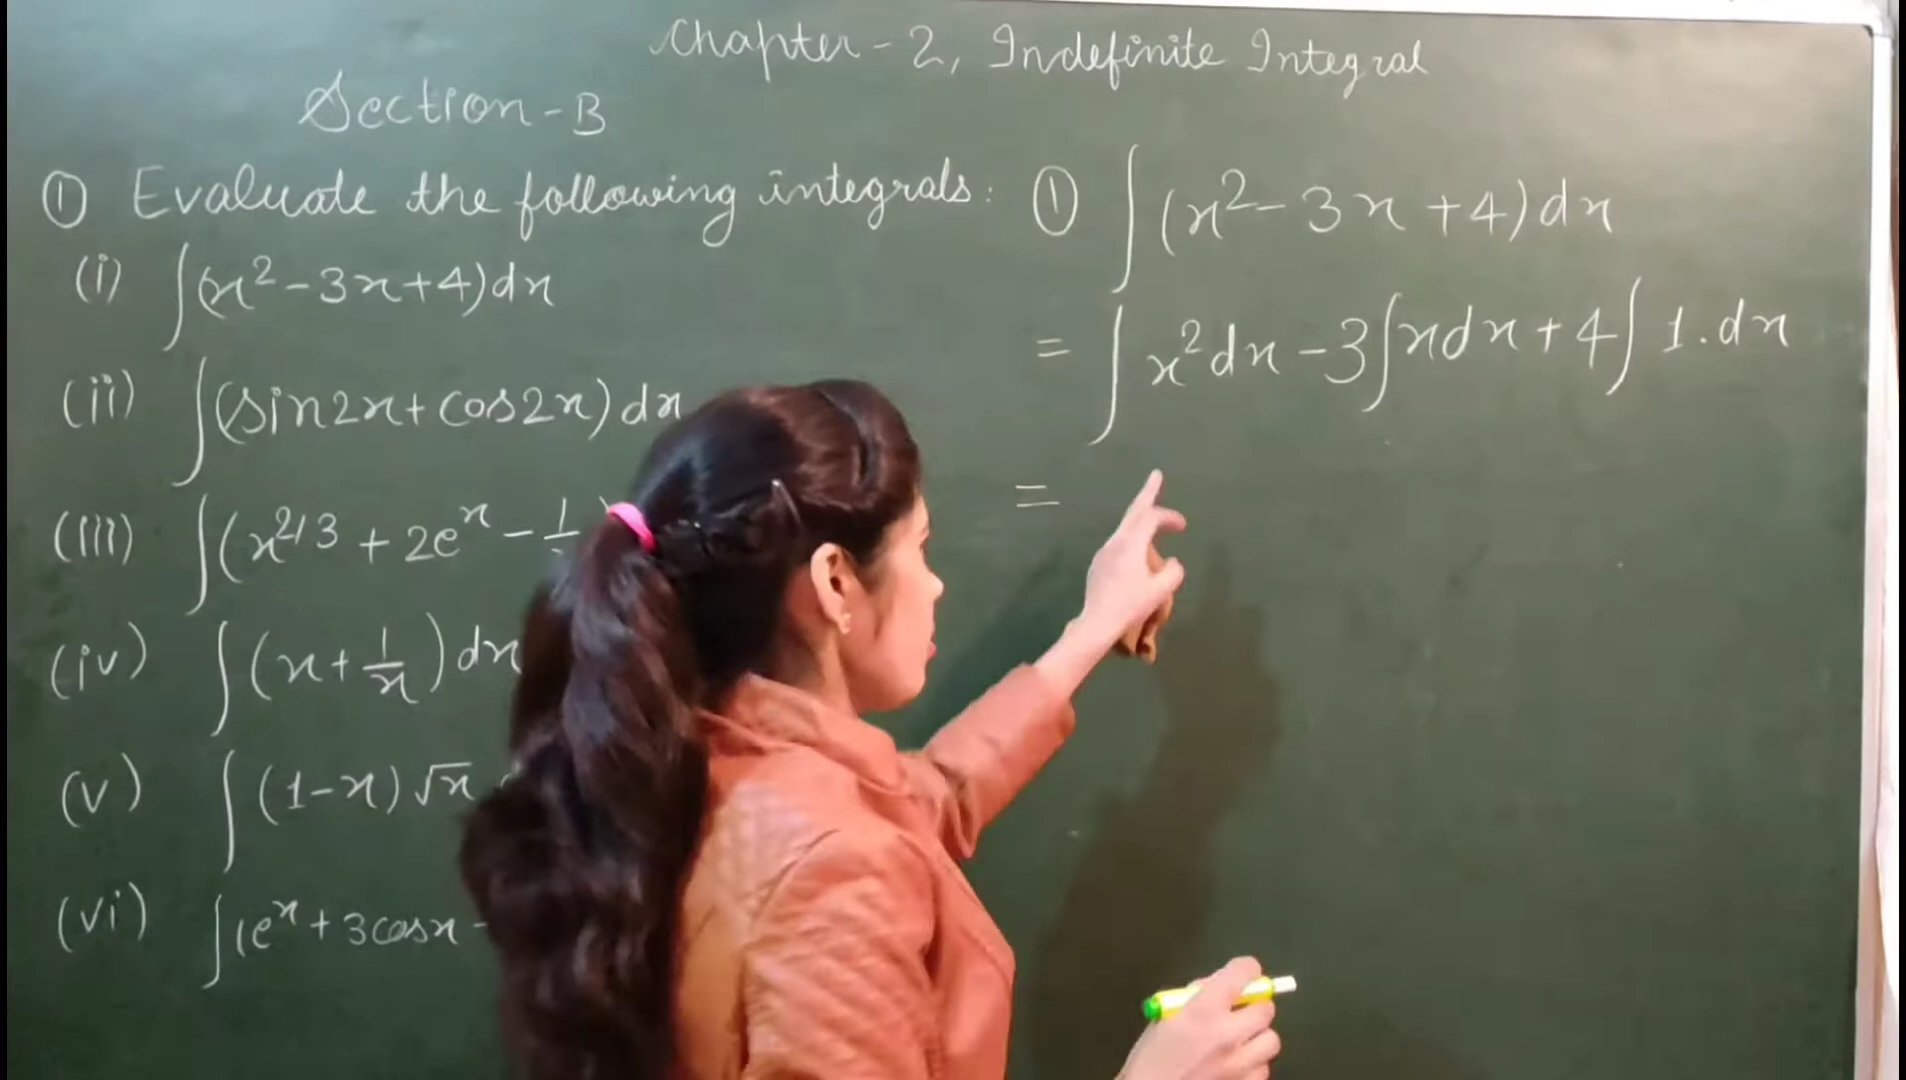 Chapter-2, Indefinite Integral
Section-B
① Evaluate the following integrals:
(i) ∫(x²-3x+4)dx
(ii) ∫(sin2x+cos2x)dx
(iii) ∫(x^2/3 + 2e^x - 1/
(iv) ∫(x+1/x)dx
(v) ∫(1-x)√x
(vi) ∫(e^x+3cosx-
① ∫(x²-3x+4)dx
= ∫x²dx-3∫xdx+4∫1.dx
=